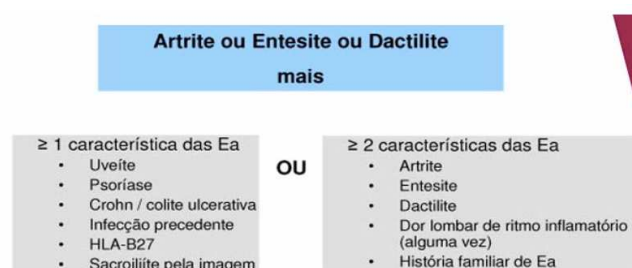 Artrite ou Entesite ou Dactilite
mais
≥ 1 característica das Ea
• Uveíte
• Psoríase
• Crohn / colite ulcerativa
• Infecção precedente
• HLA-B27
• Sacroiliíte pela imagem
OU
≥ 2 características das Ea
• Artrite
• Entesite
• Dactilite
• Dor lombar de ritmo inflamatório
(alguma vez)
• História familiar de Ea